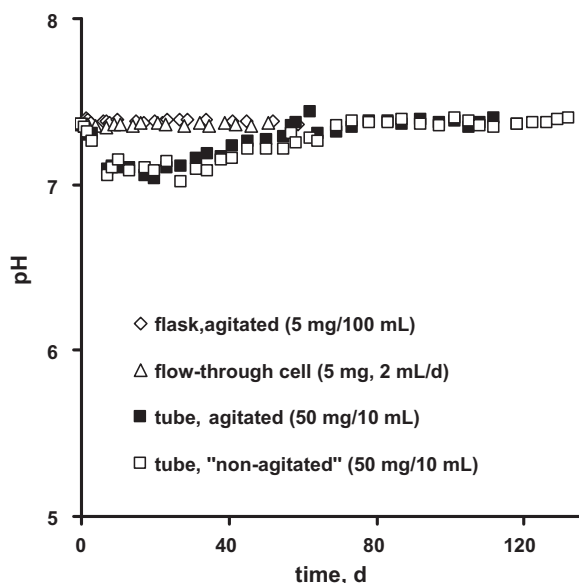 8
7
pH
6
5
flask,agitated (5 mg/100 mL)
flow-through cell (5 mg, 2 mL/d)
tube, agitated (50 mg/10 mL)
tube, "non-agitated" (50 mg/10 mL)
0 40 80 120
time, d